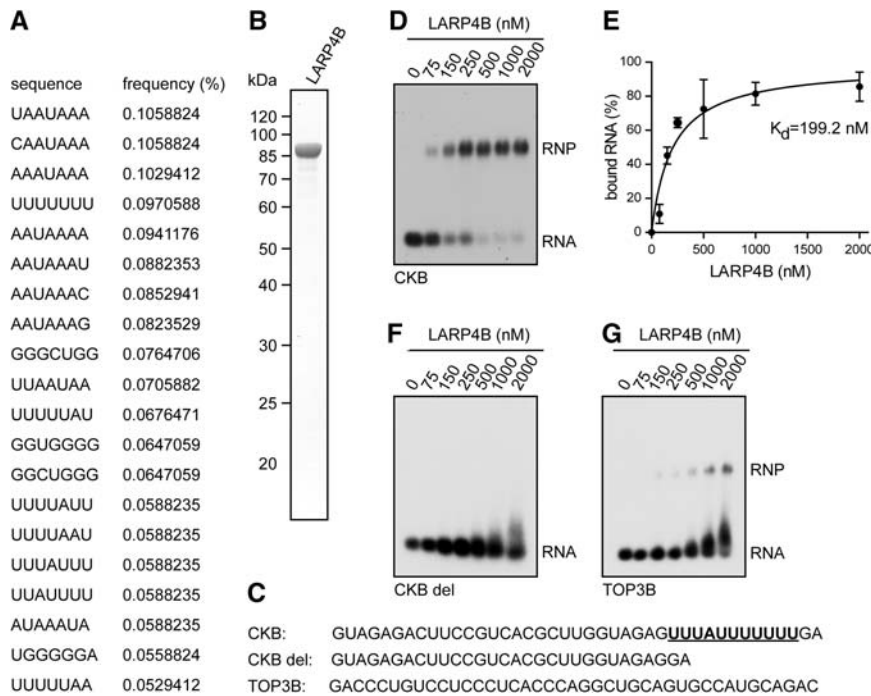 A
sequence frequency (%)
UAAUAAA 0.1058824
CAAUAAA 0.1058824
AAAUAAA 0.1029412
UUUUUUU 0.0970588
AAUAAAA 0.0941176
AAUAAAU 0.0882353
AAUAAAC 0.0852941
AAUAAAG 0.0823529
GGGCUGG 0.0764706
UUAAUAA 0.0705882
UUUUUAU 0.0676471
GGUGGGG 0.0647059
GGCUGGG 0.0647059
UUUUAUU 0.0588235
UUUUAAU 0.0588235
UUUAUUU 0.0588235
UUAUUUU 0.0588235
AUAAAUA 0.0588235
UGGGGGA 0.0558824
UUUUUAA 0.0529412
B
LARP4B
kDa
120
100
85
70
60
50
40
30
25
20
D
LARP4B (nM)
0 75 150 250 500 1000 2000
RNP
RNA
CKB
E
bound RNA (%)
100
80
60
40
20
0
Kd=199.2 nM
0 500 1000 1500 2000
LARP4B (nM)
F
LARP4B (nM)
0 75 150 250 500 1000 2000
RNA
CKB del
G
LARP4B (nM)
0 75 150 250 500 1000 2000
RNP
RNA
TOP3B
C
CKB: GUAGAGACUUCCGUCACGCUUGGUAGAGUUUAUUUUUUUGA
CKB del: GUAGAGACUUCCGUCACGCUUGGUAGAGGA
TOP3B: GACCCUGUCCUCCCUCACCCAGGCUGCAGUGCCAUGCAGAC